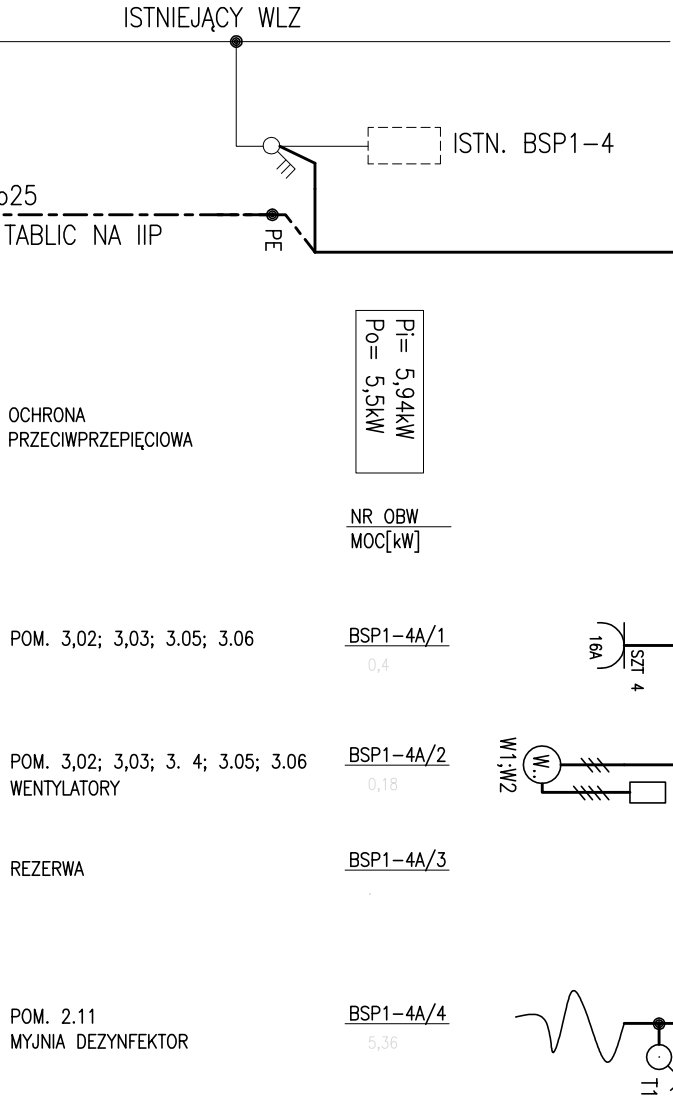 ISTNIEJĄCY WLZ
ISTN. BSP1-4
TABLIC NA IIP
PE
Pi= 5,94kW
Po= 5,5kW
OCHRONA
PRZECIWPRZEPIĘCIOWA
NR OBW
MOC[kW]
POM. 3,02; 3,03; 3.05; 3.06
BSP1-4A/1
0,4
16A
SZT 4
POM. 3,02; 3,03; 3. 4; 3.05; 3.06
WENTYLATORY
BSP1-4A/2
0,18
W1;W2
W..
REZERWA
BSP1-4A/3
.
POM. 2.11
MYJNIA DEZYNFEKTOR
BSP1-4A/4
5,36
T1